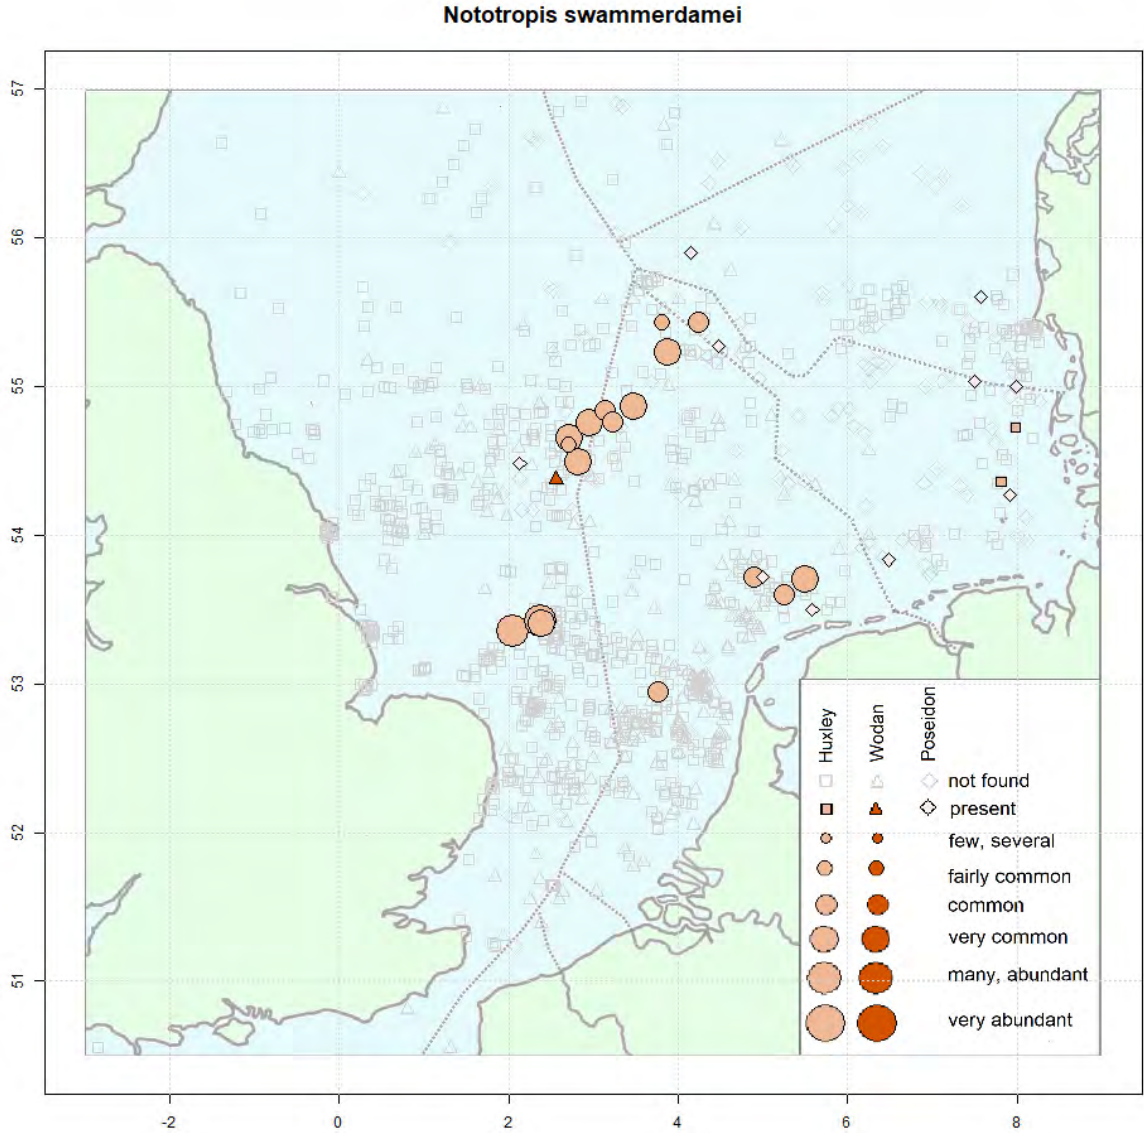 Nototropis swammerdamei
57
56
55
54
53
52
51
Huxley
Wodan
Poseidon
not found
present
few, several
fairly common
common
very common
many, abundant
very abundant
-2 0 2 4 6 8